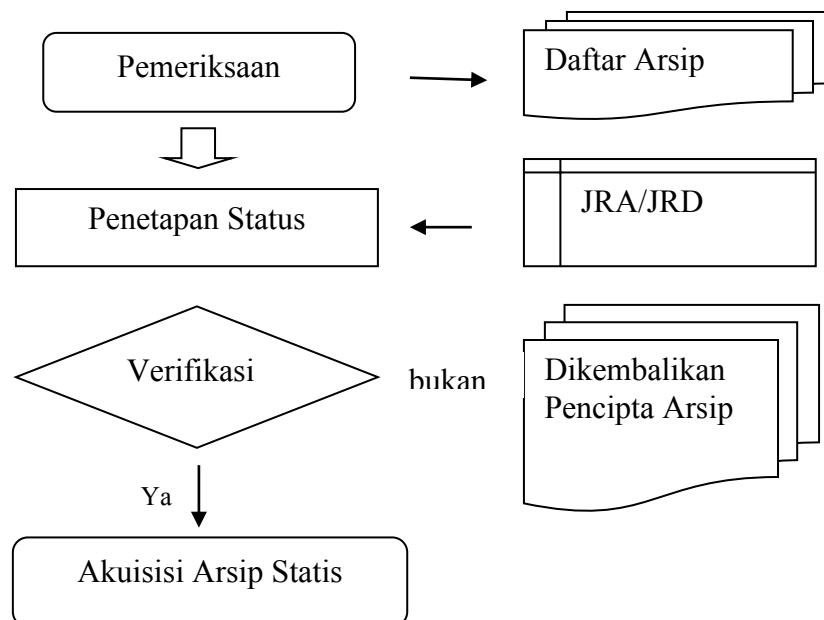 Pemeriksaan
Daftar Arsip
Penetapan Status
JRA/JRD
Verifikasi
bukan
Dikembalikan
Pencipta Arsip
Ya
Akuisisi Arsip Statis